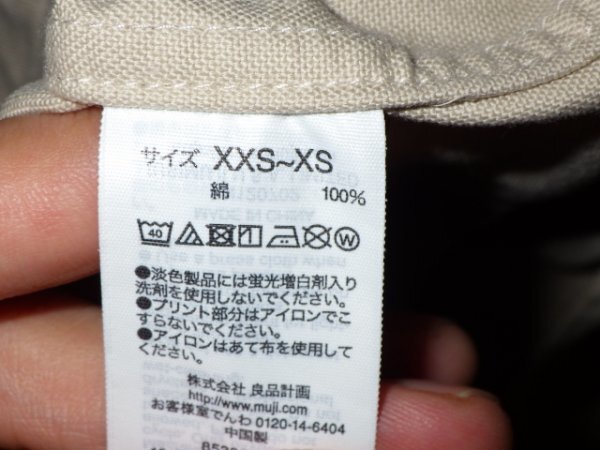 サイズ XXS~XS
綿 100%
40 W
●淡色製品には蛍光増白剤入り
洗剤を使用しないでください。
●プリント部分はアイロンでこ
すらないでください。
●アイロンはあて布を使用して
ください。
株式会社 良品計画
http://www.muji.com
お客様室でんわ 0120-14-6404
中国製